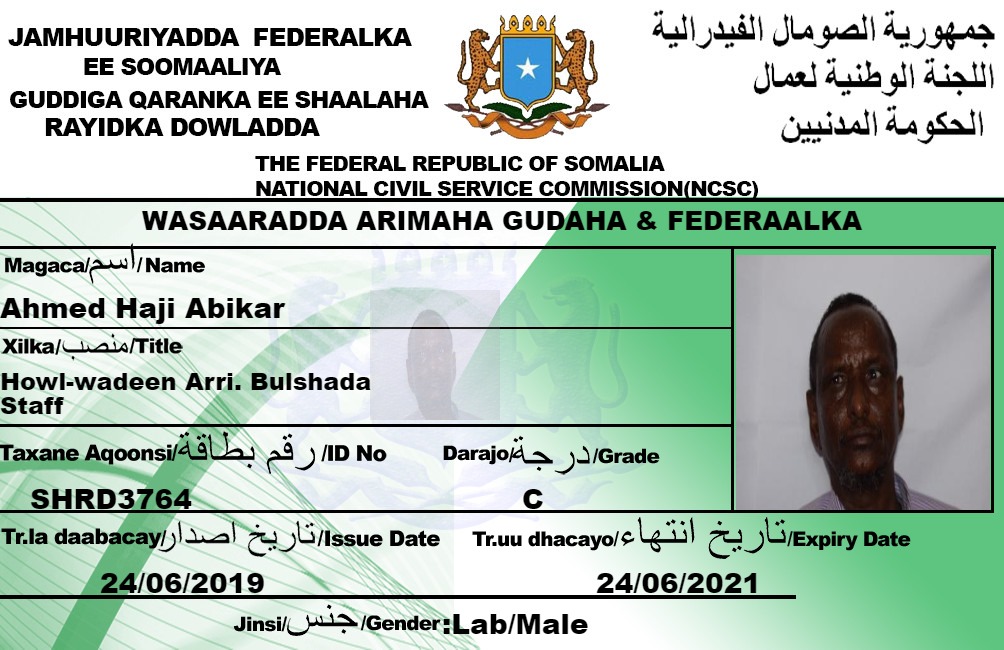 JAMHUURIYADDA FEDERALKA
EE SOOMAALIYA
GUDDIGA QARANKA EE SHAALAHA
RAYIDKA DOWLADDA
جمهورية الصومال الفيدرالية
اللجنة الوطنية لعمال
الحكومة المدنيين
THE FEDERAL REPUBLIC OF SOMALIA
NATIONAL CIVIL SERVICE COMMISSION(NCSC)
WASAARADDA ARIMAHA GUDAHA & FEDERAALKA
Magaca/اسم/Name
Ahmed Haji Abikar
Xilka/منصب/Title
Howl-wadeen Arri. Bulshada
Staff
Taxane Aqoonsi/رقم بطاقة/ID No
Darajo/درجة/Grade
SHRD3764
C
Tr.la daabacay/تاريخ اصدار/Issue Date
Tr.uu dhacayo/تاريخ انتهاء/Expiry Date
24/06/2019
24/06/2021
Jinsi/جنس/Gender:Lab/Male